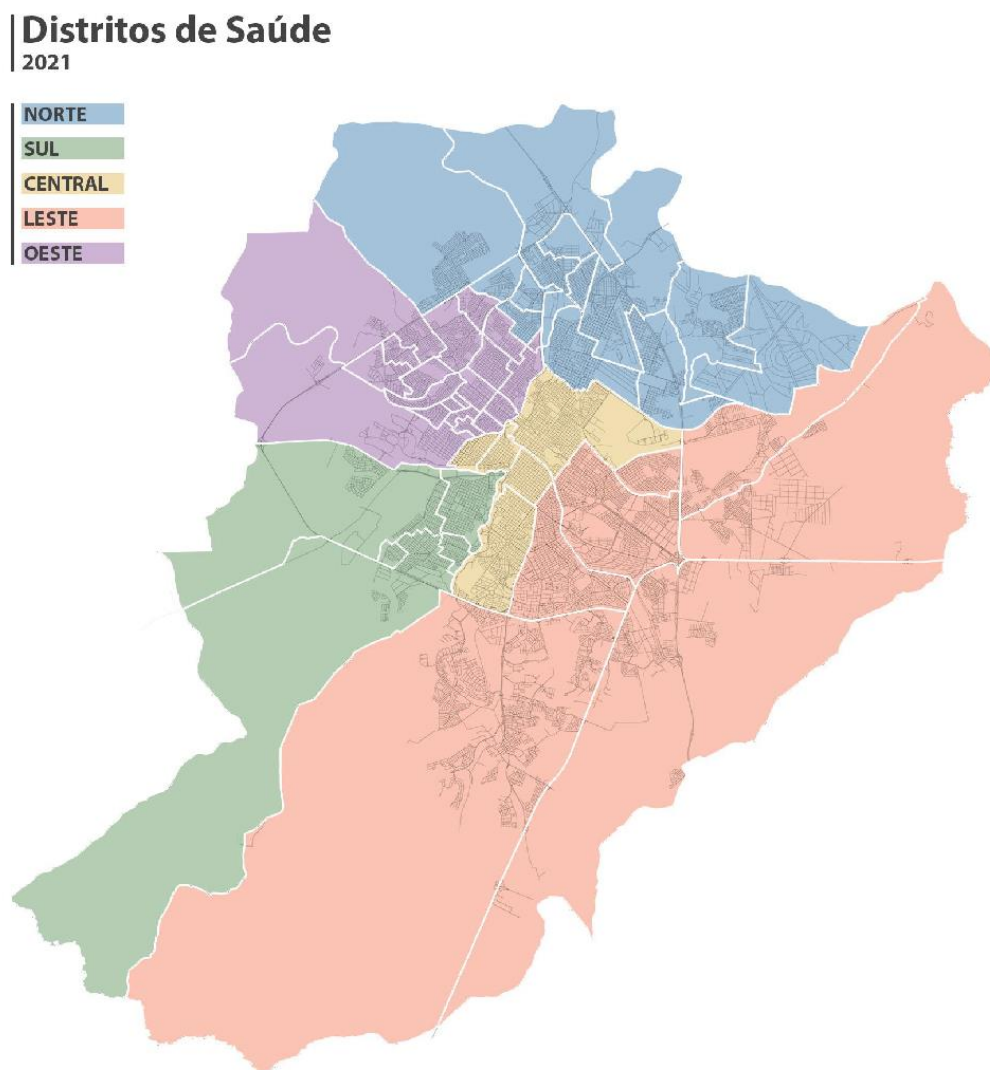 Distritos de Saúde
2021
NORTE
SUL
CENTRAL
LESTE
OESTE